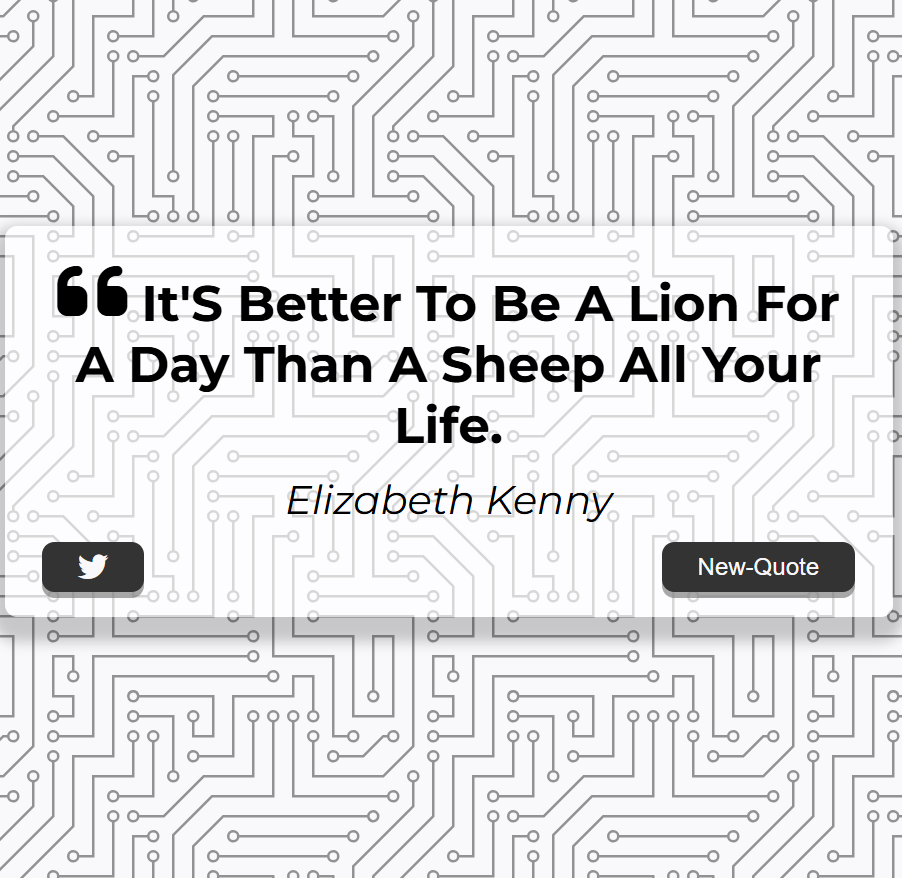 “ It'S Better To Be A Lion For
A Day Than A Sheep All Your
Life.
Elizabeth Kenny
New-Quote